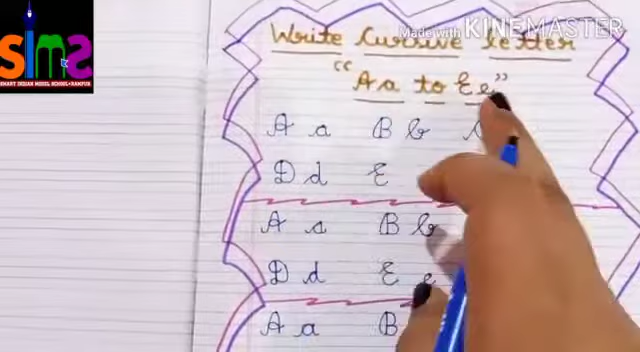 Made with KINEMASTER
SIMS
SMART INDIAN MODEL SCHOOL-RAMPUR
Write Cursive letter
"Aa to Ee"
A a B b
D d E
A a B b
D d E e
A a B